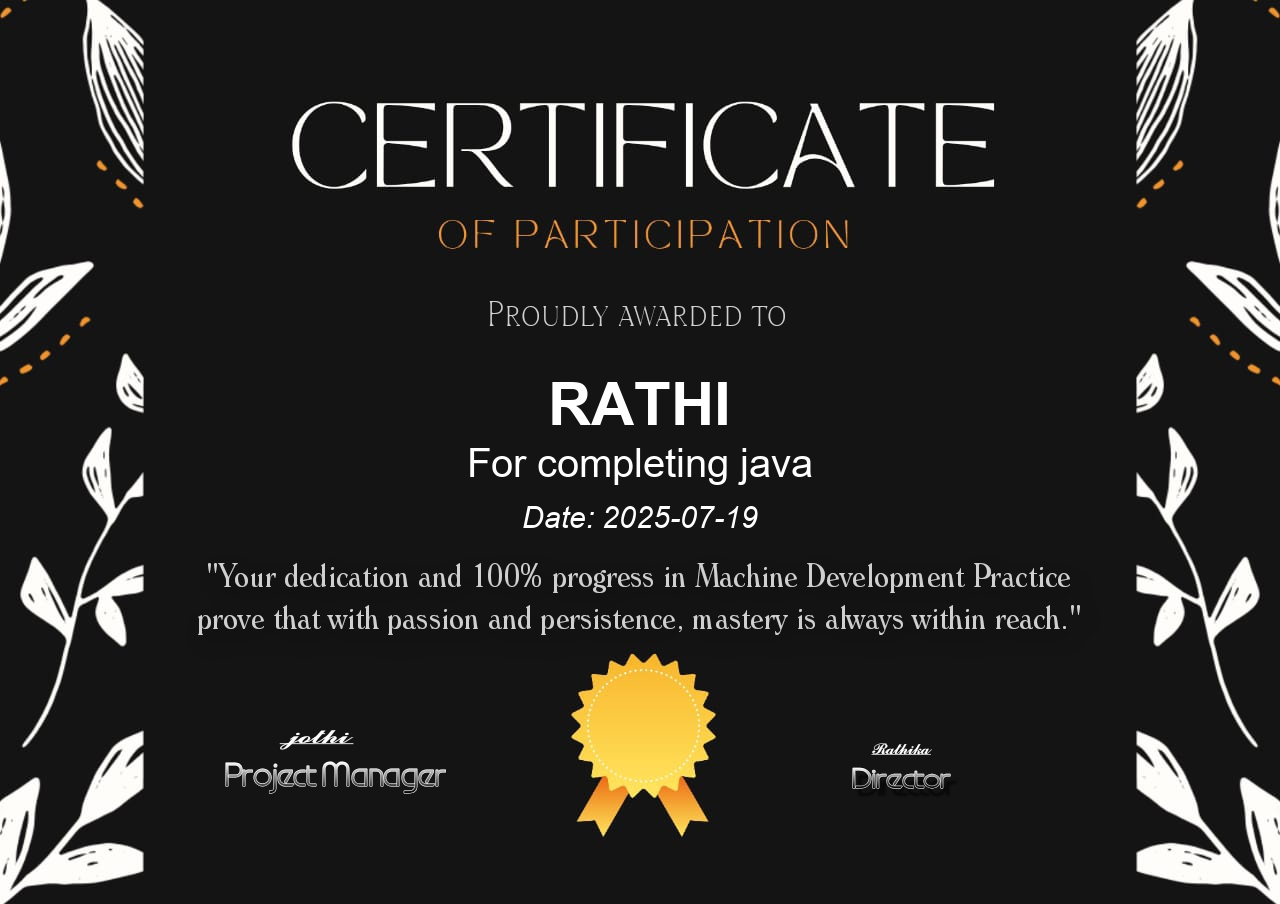 CERTIFICATE
OF PARTICIPATION
PROUDLY AWARDED TO
RATHI
For completing java
Date: 2025-07-19
"Your dedication and 100% progress in Machine Development Practice
prove that with passion and persistence, mastery is always within reach."
jothi
Project Manager
Rathika
Director